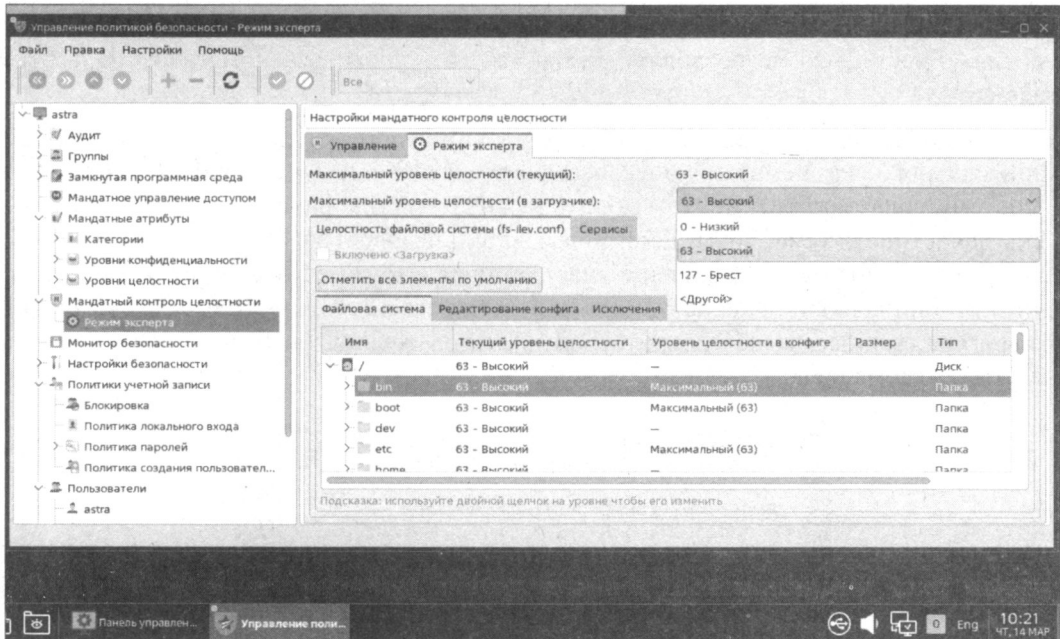 Управление политикой безопасности - Режим эксперта
Файл Правка Настройки Помощь
Все
astra
Аудит
Группы
Замкнутая программная среда
Мандатное управление доступом
Мандатные атрибуты
Категории
Уровни конфиденциальности
Уровни целостности
Мандатный контроль целостности
Режим эксперта
Монитор безопасности
Настройки безопасности
Политики учетной записи
Блокировка
Политика локального входа
Политика паролей
Политика создания пользовател...
Пользователи
astra
Настройки мандатного контроля целостности
Управление Режим эксперта
Максимальный уровень целостности (текущий): 63 - Высокий
Максимальный уровень целостности (в загрузчике): 63 - Высокий
0 - Низкий
63 - Высокий
127 - Брест
<Другой>
Целостность файловой системы (fs-ilev.conf) Сервисы
Включено <Загрузка>
Отметить все элементы по умолчанию
Файловая система Редактирование конфига Исключения
Имя Текущий уровень целостности Уровень целостности в конфиге Размер Тип
/ 63 - Высокий — Диск
bin 63 - Высокий Максимальный (63) Папка
boot 63 - Высокий Максимальный (63) Папка
dev 63 - Высокий — Папка
etc 63 - Высокий Максимальный (63) Папка
home 63 - Высокий — Папка
Подсказка: используйте двойной щелчок на уровне чтобы его изменить
Панель управлен... Управление поли... 0 Eng 10:21
ЧТ, 14 МАР